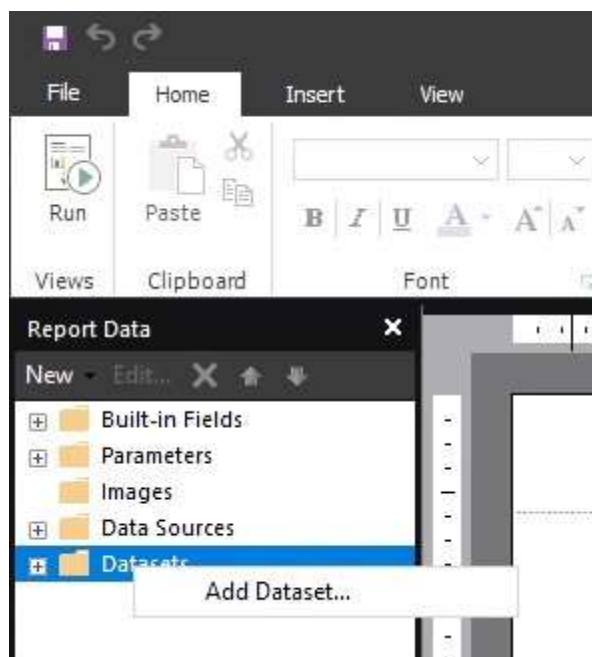 File Home Insert View
Run Paste B I U A A A
Views Clipboard Font
Report Data
New Edit...
Built-in Fields
Parameters
Images
Data Sources
Datasets
Add Dataset...